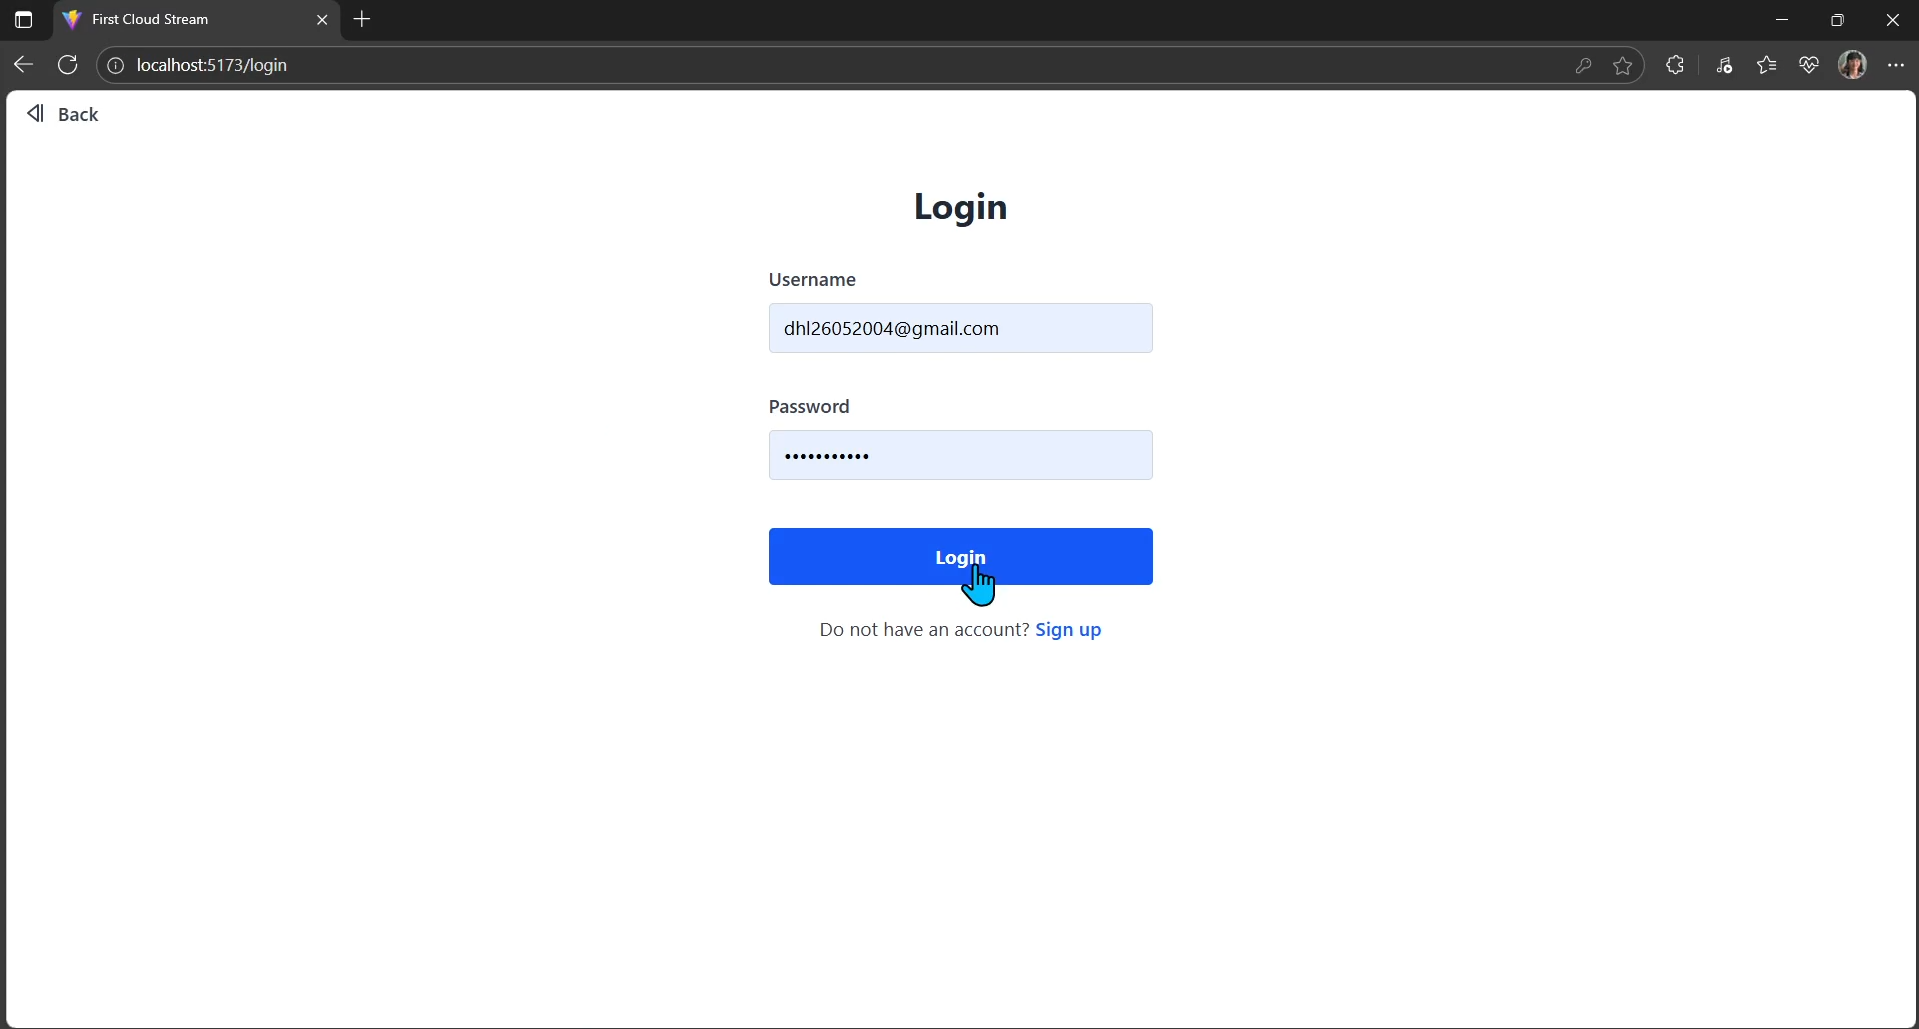 First Cloud Stream
localhost:5173/login
Back
Login
Username
dhl26052004@gmail.com
Password
•••••••••••
Login
Do not have an account? Sign up